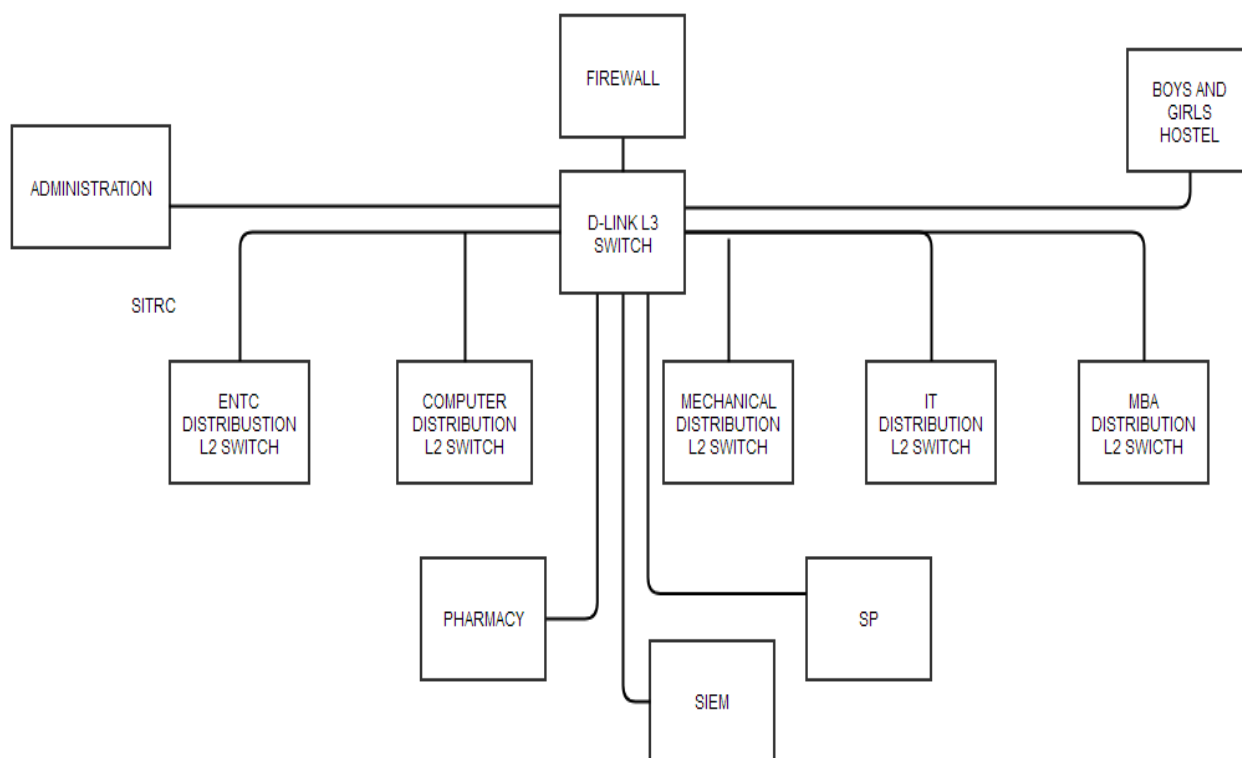 FIREWALL
BOYS AND
GIRLS
HOSTEL
ADMINISTRATION
D-LINK L3
SWITCH
SITRC
ENTC
DISTRIBUSTION
L2 SWITCH
COMPUTER
DISTRIBUTION
L2 SWITCH
MECHANICAL
DISTRIBUTION
L2 SWITCH
IT
DISTRIBUTION
L2 SWITCH
MBA
DISTRIBUTION
L2 SWICTH
PHARMACY
SP
SIEM